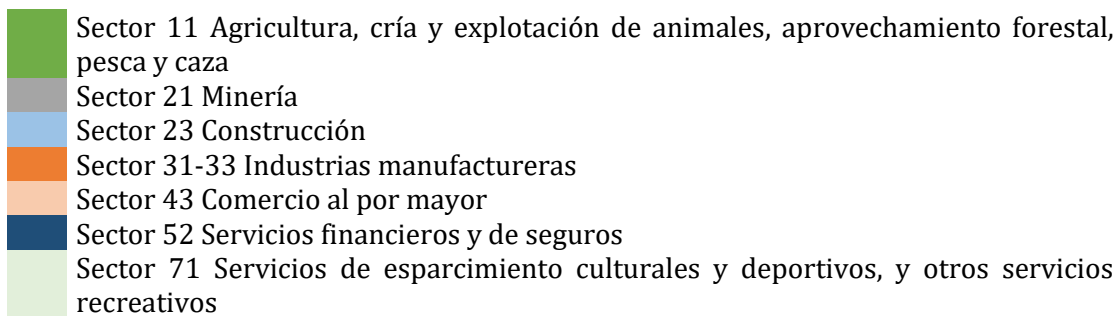 Sector 11 Agricultura, cría y explotación de animales, aprovechamiento forestal,
pesca y caza
Sector 21 Minería
Sector 23 Construcción
Sector 31-33 Industrias manufactureras
Sector 43 Comercio al por mayor
Sector 52 Servicios financieros y de seguros
Sector 71 Servicios de esparcimiento culturales y deportivos, y otros servicios
recreativos